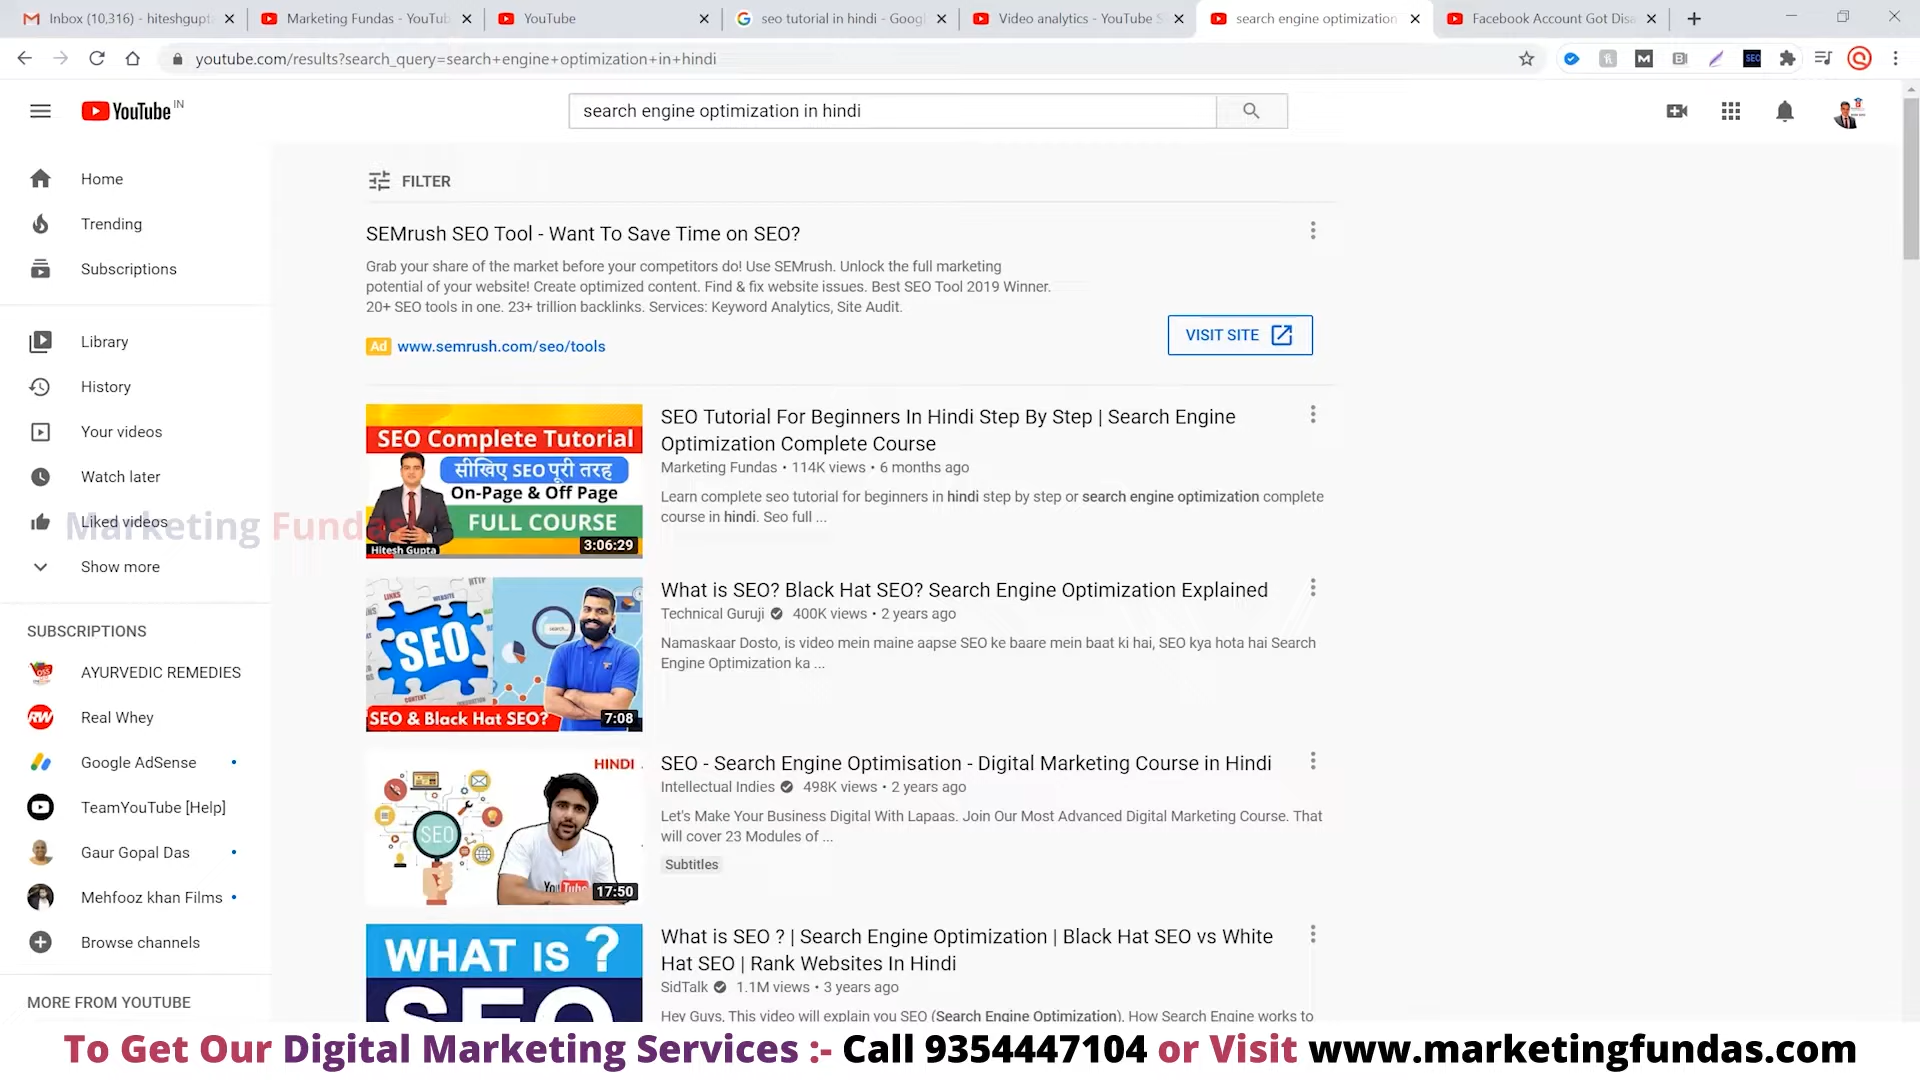 Inbox (10,316) - hiteshgupt
Marketing Fundas - YouTub
YouTube
seo tutorial in hindi - Googl
Video analytics - YouTube S
search engine optimization
Facebook Account Got Disa
youtube.com/results?search_query=search+engine+optimization+in+hindi
YouTube IN
search engine optimization in hindi
Home
Trending
Subscriptions
Library
History
Your videos
Watch later
Liked videos
Show more
Marketing Fundas
SUBSCRIPTIONS
AYURVEDIC REMEDIES
Real Whey
Google AdSense
TeamYouTube [Help]
Gaur Gopal Das
Mehfooz khan Films
Browse channels
MORE FROM YOUTUBE
FILTER
SEMrush SEO Tool - Want To Save Time on SEO?
Grab your share of the market before your competitors do! Use SEMrush. Unlock the full marketing
potential of your website! Create optimized content. Find & fix website issues. Best SEO Tool 2019 Winner.
20+ SEO tools in one. 23+ trillion backlinks. Services: Keyword Analytics, Site Audit.
Ad www.semrush.com/seo/tools
VISIT SITE
SEO Complete Tutorial
सीखिए SEO पूरी तरह
On-Page & Off Page
FULL COURSE
Hitesh Gupta
3:06:29
SEO Tutorial For Beginners In Hindi Step By Step | Search Engine
Optimization Complete Course
Marketing Fundas • 114K views • 6 months ago
Learn complete seo tutorial for beginners in hindi step by step or search engine optimization complete
course in hindi. Seo full ...
LINKS
WEBSITE
HTTP
SEO
CONTENT
search...
SEO & Black Hat SEO?
7:08
What is SEO? Black Hat SEO? Search Engine Optimization Explained
Technical Guruji 400K views • 2 years ago
Namaskaar Dosto, is video mein maine aapse SEO ke baare mein baat ki hai, SEO kya hota hai Search
Engine Optimization ka ...
HINDI
SEO
YouTube
17:50
SEO - Search Engine Optimisation - Digital Marketing Course in Hindi
Intellectual Indies 498K views • 2 years ago
Let's Make Your Business Digital With Lapaas. Join Our Most Advanced Digital Marketing Course. That
will cover 23 Modules of ...
Subtitles
WHAT IS ?
SEO
What is SEO ? | Search Engine Optimization | Black Hat SEO vs White
Hat SEO | Rank Websites In Hindi
SidTalk 1.1M views • 3 years ago
Hey Guys, This video will explain you SEO (Search Engine Optimization), How Search Engine works to
To Get Our Digital Marketing Services :- Call 9354447104 or Visit www.marketingfundas.com